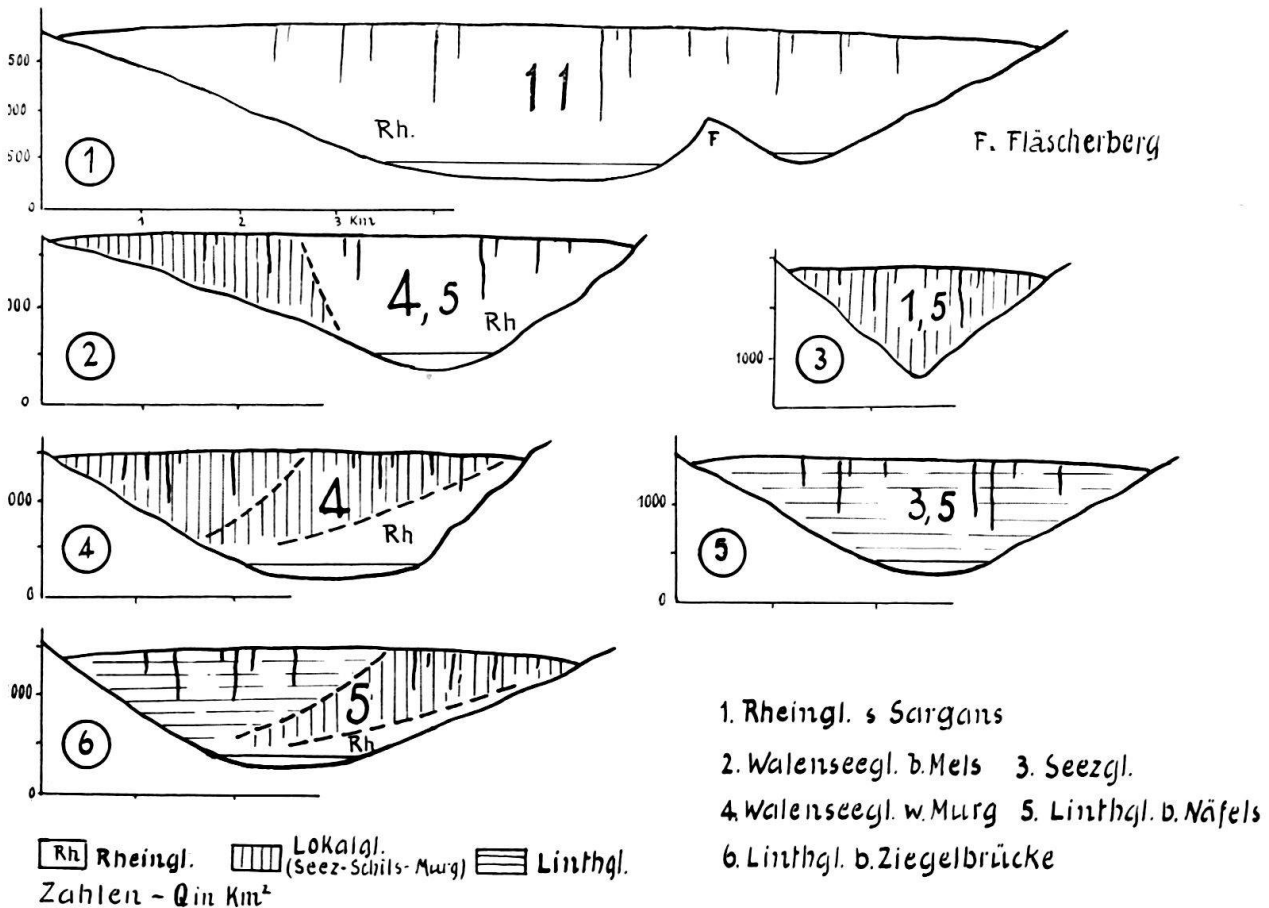 500
500
0
11
Rh.
F
1
F. Fläscherberg
1 2 3 Km
000
0
4,5
Rh
2
1000
1,5
3
000
0
4
Rh
4
1000
0
3,5
5
000
0
5
Rh
6
1. Rheingl. s Sargans
2. Walenseegl. b. Mels 3. Seezgl.
4. Walenseegl. w. Murg 5. Linthgl. b. Näfels
6. Linthgl. b. Ziegelbrücke
Rh Rheingl. Lokalgl. Linthgl.
(Seez-Schils-Murg)
Zahlen - Q in Km²